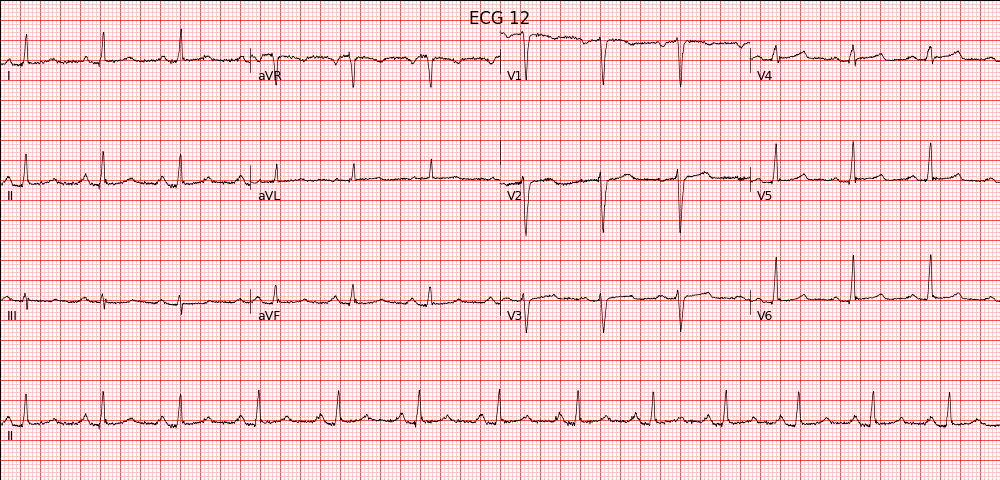 ECG 12
I aVR V1 V4
II aVL V2 V5
III aVF V3 V6
II